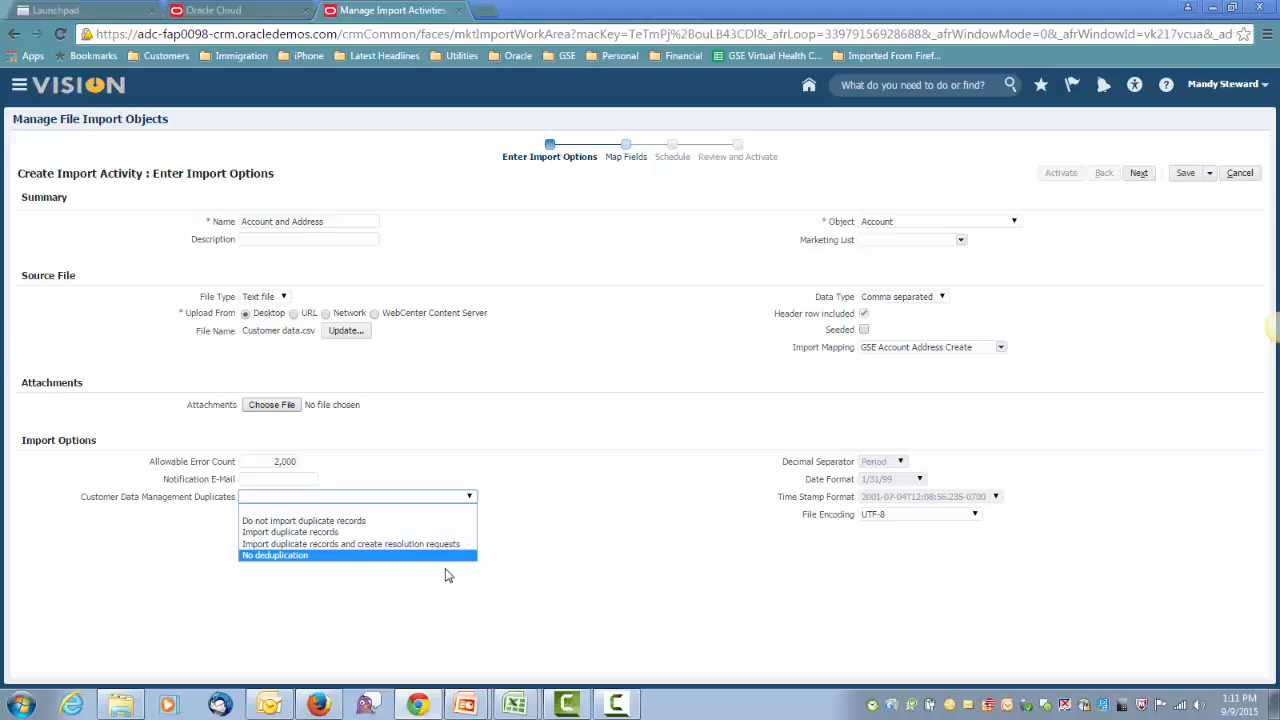 Launchpad
Oracle Cloud
Manage Import Activities
https://adc-fap0098-crm.oracledemos.com/crmCommon/faces/mktImportWorkArea?macKey=TeTmPj%2BouLB43CDl&_afrLoop=33979156928688&_afrWindowMode=0&_afrWindowId=vk217vcua&_ad
Apps Bookmarks Customers Immigration iPhone Latest Headlines Utilities Oracle GSE Personal Financial GSE Virtual Health C... Imported From Firef...
VISION
What do you need to do or find?
Mandy Steward
Manage File Import Objects
Enter Import Options Map Fields Schedule Review and Activate
Create Import Activity : Enter Import Options
Activate Back Next Save Cancel
Summary
* Name Account and Address
* Object Account
Description
Marketing List
Source File
File Type Text file
Data Type Comma separated
* Upload From Desktop URL Network WebCenter Content Server
Header row included
File Name Customer data.csv Update...
Seeded
Import Mapping GSE Account Address Create
Attachments
Attachments Choose File No file chosen
Import Options
Allowable Error Count 2,000
Decimal Separator Period
Notification E-Mail
Date Format 1/31/99
Customer Data Management Duplicates
Time Stamp Format 2001-07-04T12:08:56.235-0700
File Encoding UTF-8
Do not import duplicate records
Import duplicate records
Import duplicate records and create resolution requests
No deduplication
1:11 PM
9/9/2015